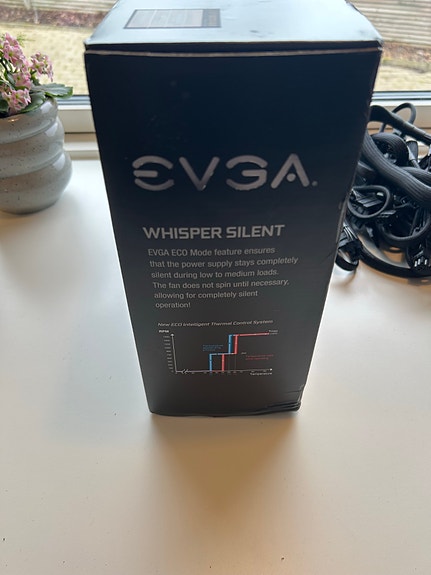 EVGA
WHISPER SILENT
EVGA ECO Mode feature ensures
that the power supply stays completely
silent during low to medium loads.
The fan does not spin until necessary,
allowing for completely silent
operation!
New ECO Intelligent Thermal Control System
RPM
Temperature